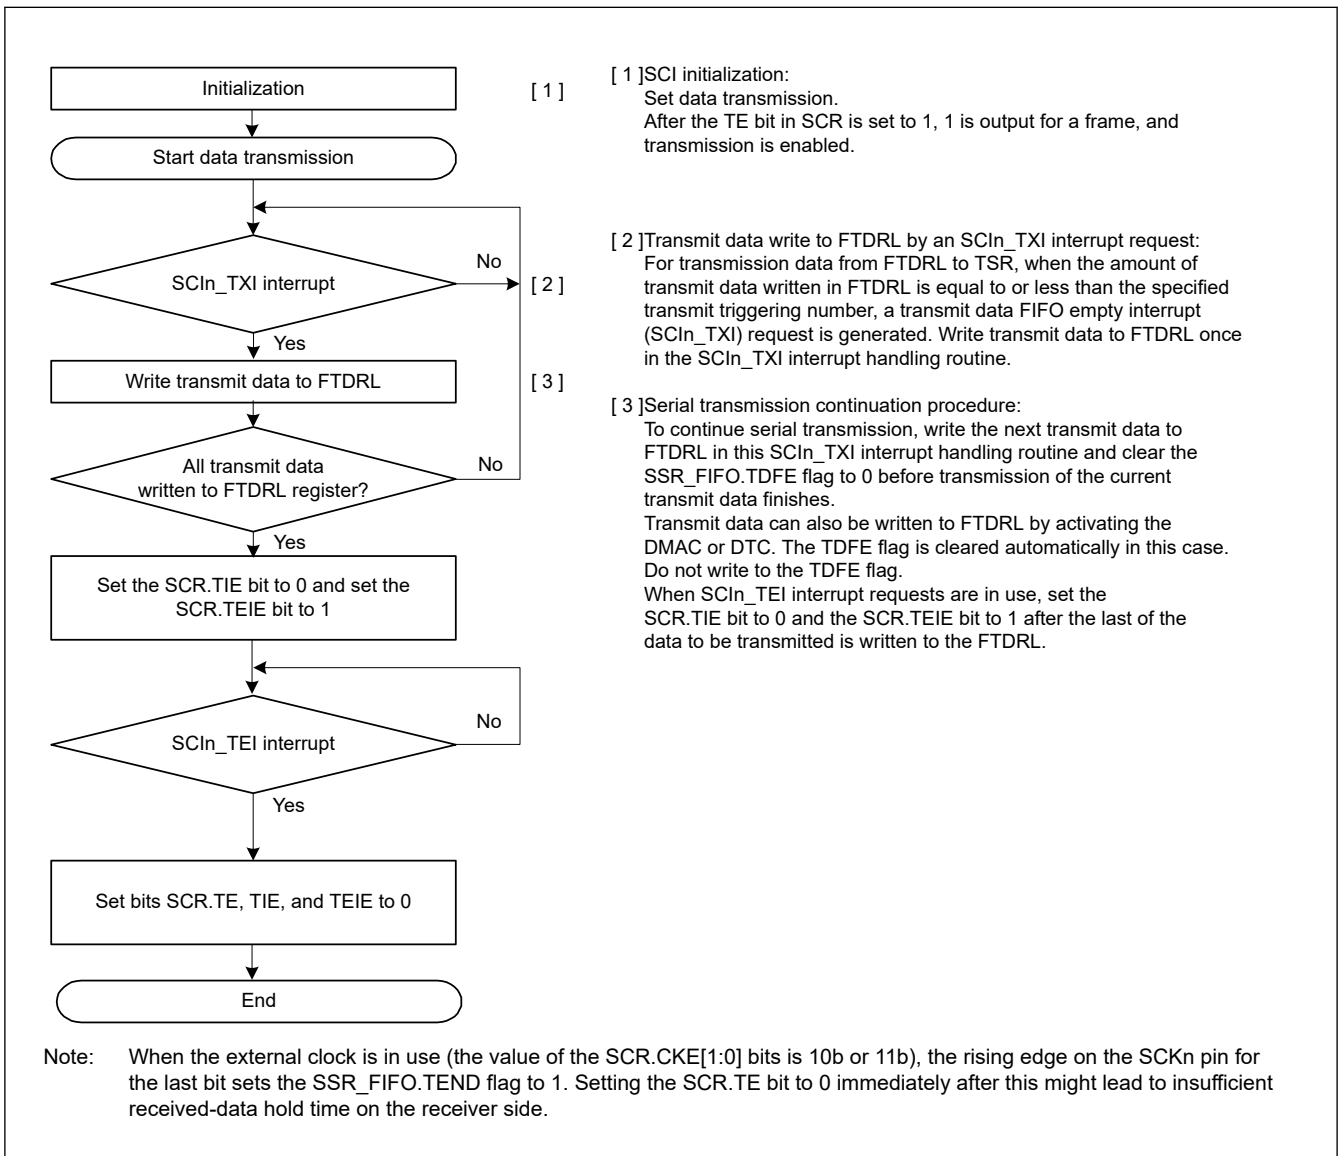 Initialization
[ 1 ]
Start data transmission
SCIn_TXI interrupt
No
[ 2 ]
Yes
Write transmit data to FTDRL
[ 3 ]
All transmit data
written to FTDRL register?
No
Yes
Set the SCR.TIE bit to 0 and set the
SCR.TEIE bit to 1
SCIn_TEI interrupt
No
Yes
Set bits SCR.TE, TIE, and TEIE to 0
End
[ 1 ]SCI initialization:
Set data transmission.
After the TE bit in SCR is set to 1, 1 is output for a frame, and
transmission is enabled.
[ 2 ]Transmit data write to FTDRL by an SCIn_TXI interrupt request:
For transmission data from FTDRL to TSR, when the amount of
transmit data written in FTDRL is equal to or less than the specified
transmit triggering number, a transmit data FIFO empty interrupt
(SCIn_TXI) request is generated. Write transmit data to FTDRL once
in the SCIn_TXI interrupt handling routine.
[ 3 ]Serial transmission continuation procedure:
To continue serial transmission, write the next transmit data to
FTDRL in this SCIn_TXI interrupt handling routine and clear the
SSR_FIFO.TDFE flag to 0 before transmission of the current
transmit data finishes.
Transmit data can also be written to FTDRL by activating the
DMAC or DTC. The TDFE flag is cleared automatically in this case.
Do not write to the TDFE flag.
When SCIn_TEI interrupt requests are in use, set the
SCR.TIE bit to 0 and the SCR.TEIE bit to 1 after the last of the
data to be transmitted is written to the FTDRL.
Note: When the external clock is in use (the value of the SCR.CKE[1:0] bits is 10b or 11b), the rising edge on the SCKn pin for
the last bit sets the SSR_FIFO.TEND flag to 1. Setting the SCR.TE bit to 0 immediately after this might lead to insufficient
received-data hold time on the receiver side.